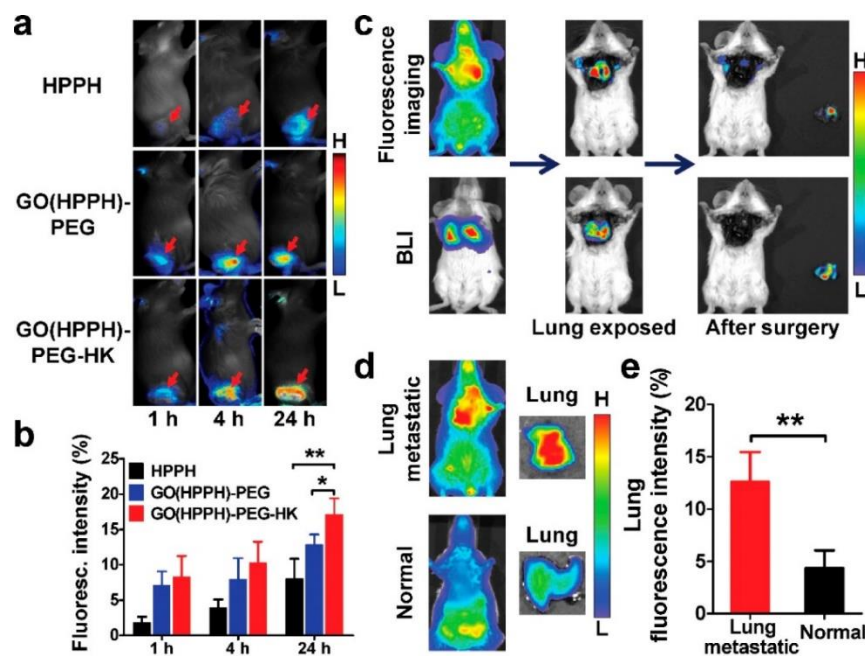 a
HPPH
GO(HPPH)-
PEG
GO(HPPH)-
PEG-HK
1 h
4 h
24 h
H
L
b
Fluoresc. intensity (%)
25
20
15
10
5
0
HPPH
GO(HPPH)-PEG
GO(HPPH)-PEG-HK
**
*
1 h
4 h
24 h
c
Fluorescence
imaging
BLI
Lung exposed
After surgery
H
L
d
Lung
metastatic
Normal
Lung
Lung
H
L
e
Lung
fluorescence intensity (%)
20
15
10
5
0
**
Lung
metastatic
Normal